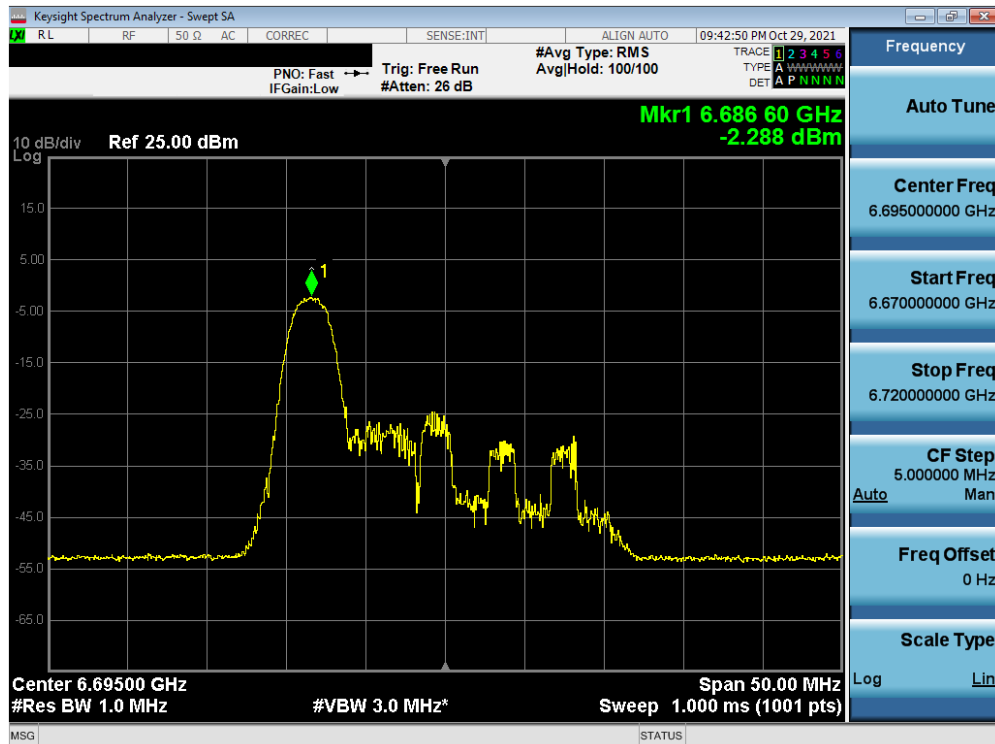 Keysight Spectrum Analyzer - Swept SA
LXI RL RF 50 Ω AC CORREC SENSE:INT ALIGN AUTO 09:42:50 PM Oct 29, 2021
PNO: Fast
IFGain:Low
Trig: Free Run
#Atten: 26 dB
#Avg Type: RMS
Avg|Hold: 100/100
TRACE 1 2 3 4 5 6
TYPE A WWWWW
DET A P N N N N
Mkr1 6.686 60 GHz
-2.288 dBm
10 dB/div
Log
Ref 25.00 dBm
15.0
5.00
-5.00
-15.0
-25.0
-35.0
-45.0
-55.0
-65.0
1
Center 6.69500 GHz
Span 50.00 MHz
#Res BW 1.0 MHz
#VBW 3.0 MHz*
Sweep 1.000 ms (1001 pts)
MSG
STATUS
Frequency
Auto Tune
Center Freq
6.695000000 GHz
Start Freq
6.670000000 GHz
Stop Freq
6.720000000 GHz
CF Step
5.000000 MHz
Auto Man
Freq Offset
0 Hz
Scale Type
Log Lin